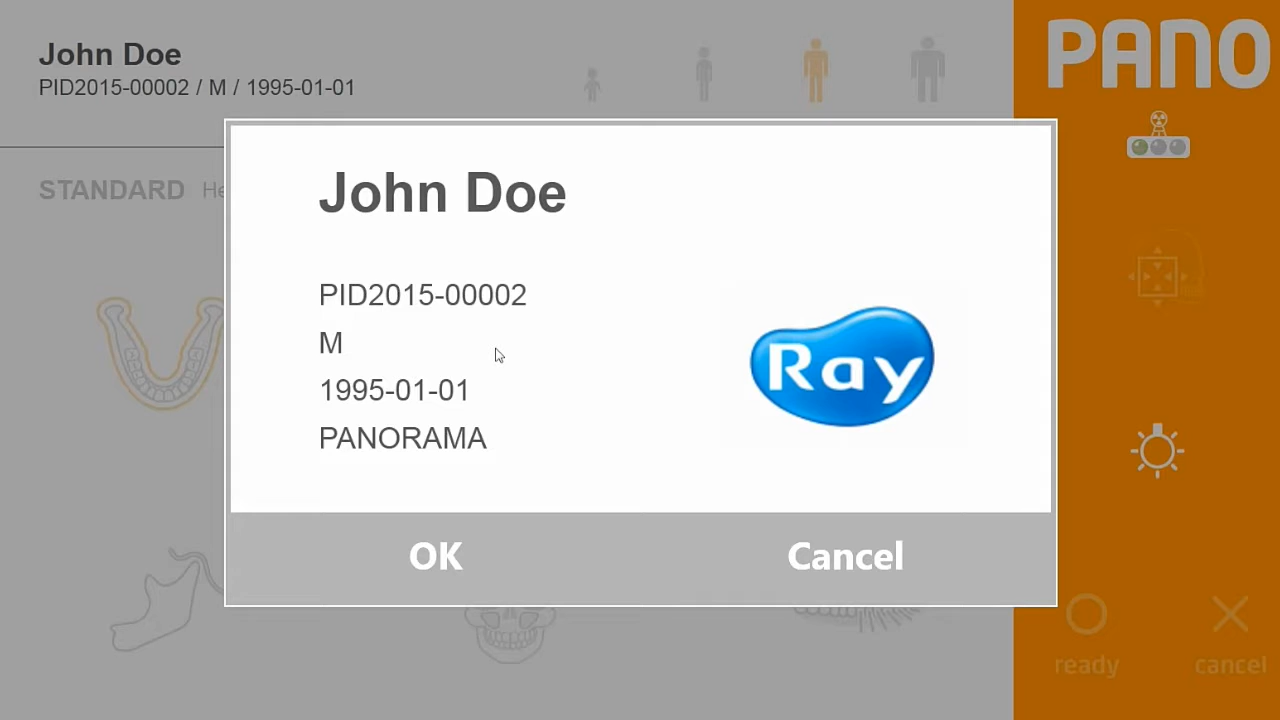 John Doe
PID2015-00002 / M / 1995-01-01
PANO
STANDARD He
John Doe
PID2015-00002
M
1995-01-01
PANORAMA
Ray
OK
Cancel
ready
cancel